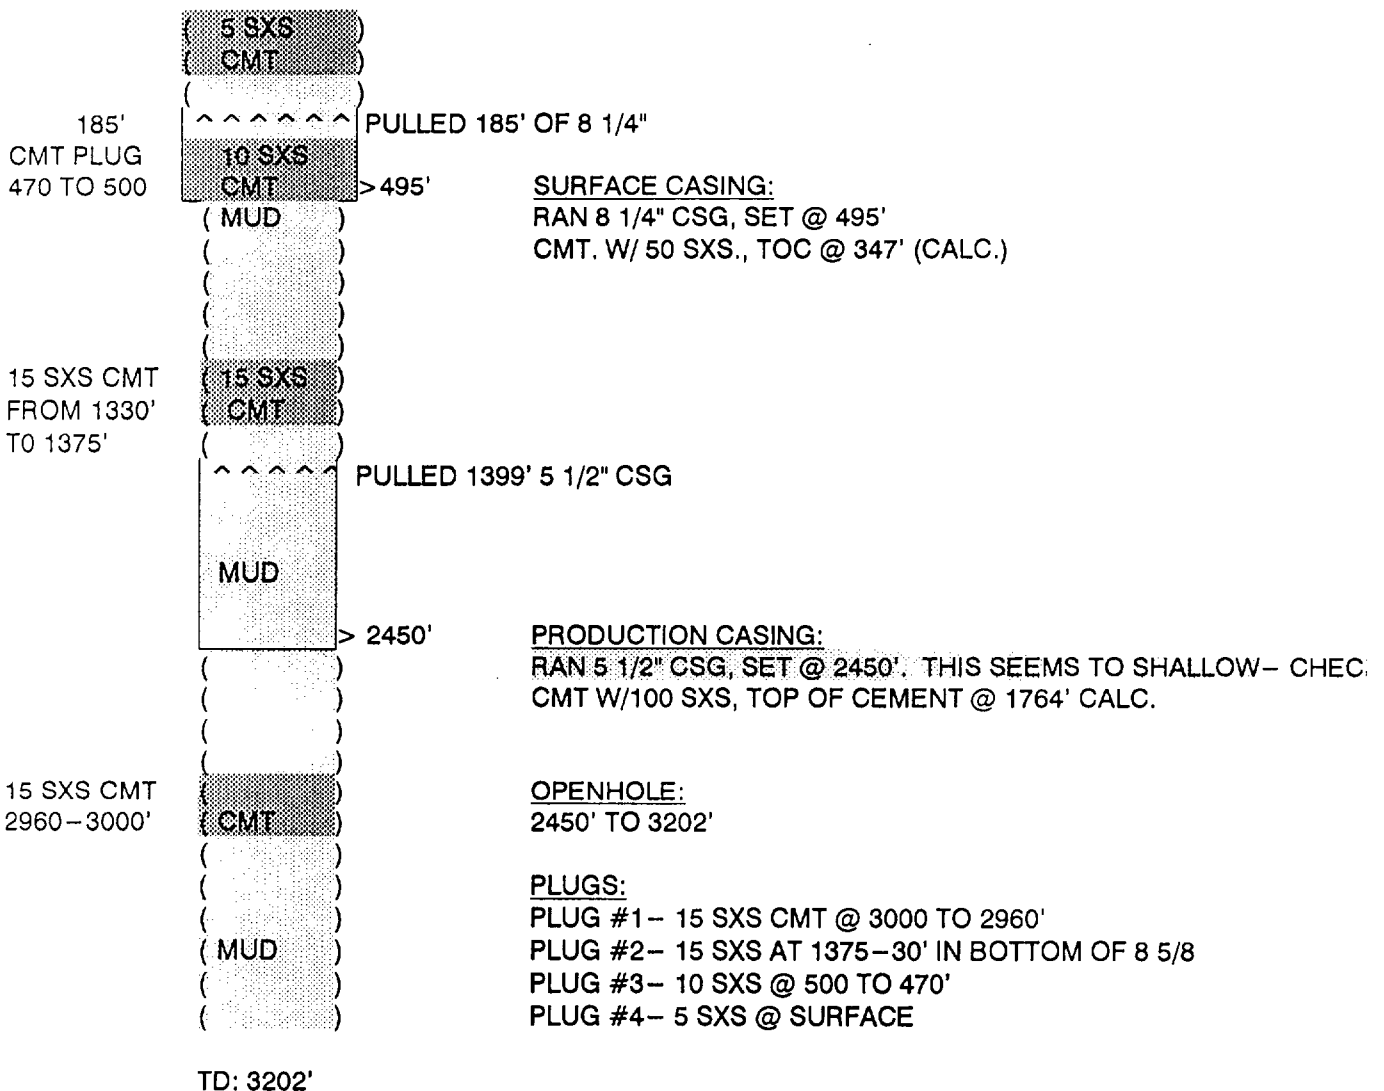 ( 5 SXS )
( CMT )
( )
185' ^ ^ ^ ^ ^ ^ PULLED 185' OF 8 1/4"
CMT PLUG 10 SXS
470 TO 500 CMT >495' SURFACE CASING:
( MUD ) RAN 8 1/4" CSG, SET @ 495'
( ) CMT. W/ 50 SXS., TOC @ 347' (CALC.)
( )
( )
( )
15 SXS CMT ( 15 SXS )
FROM 1330' ( CMT )
T0 1375' ( )
^ ^ ^ ^ ^ PULLED 1399' 5 1/2" CSG
MUD
> 2450' PRODUCTION CASING:
( ) RAN 5 1/2" CSG, SET @ 2450'. THIS SEEMS TO SHALLOW– CHEC
( ) CMT W/100 SXS, TOP OF CEMENT @ 1764' CALC.
( )
( )
15 SXS CMT ( ) OPENHOLE:
2960–3000' ( CMT ) 2450' TO 3202'
( )
( ) PLUGS:
( ) PLUG #1– 15 SXS CMT @ 3000 TO 2960'
( MUD ) PLUG #2– 15 SXS AT 1375–30' IN BOTTOM OF 8 5/8
( ) PLUG #3– 10 SXS @ 500 TO 470'
( ) PLUG #4– 5 SXS @ SURFACE
TD: 3202'